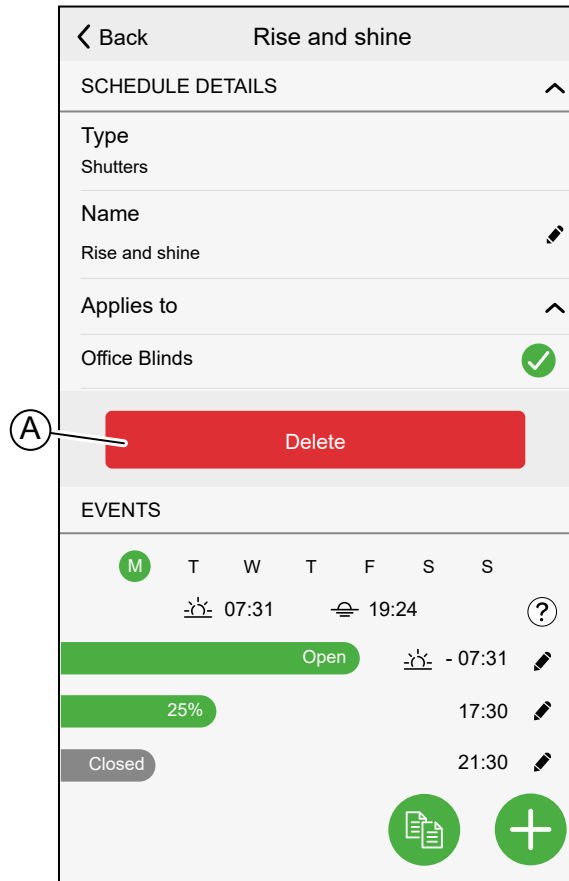 Back Rise and shine
SCHEDULE DETAILS
Type
Shutters
Name
Rise and shine
Applies to
Office Blinds
A
Delete
EVENTS
M T W T F S S
07:31 19:24 ?
Open - 07:31
25% 17:30
Closed 21:30